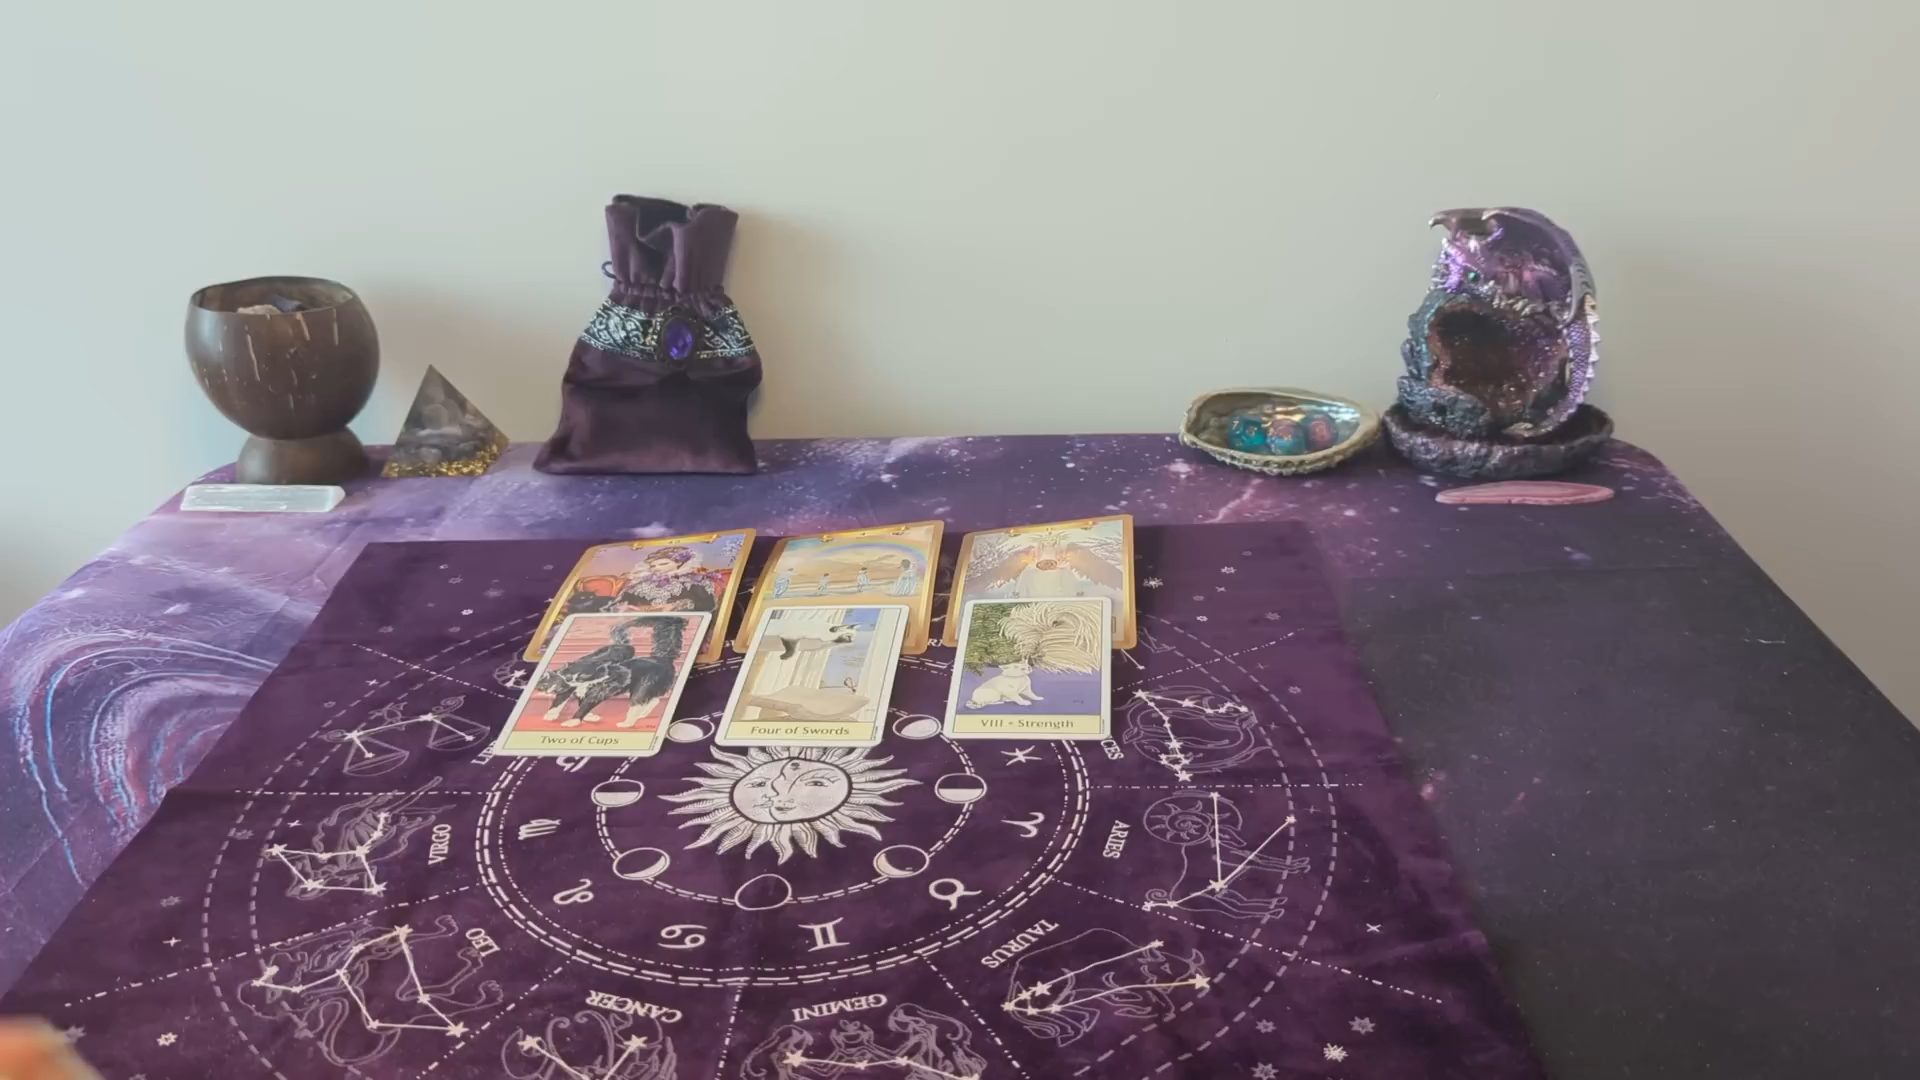 Two of Cups
Four of Swords
VIII • Strength
VIRGO
ARIES
LEO
TAURUS
CANCER
GEMINI